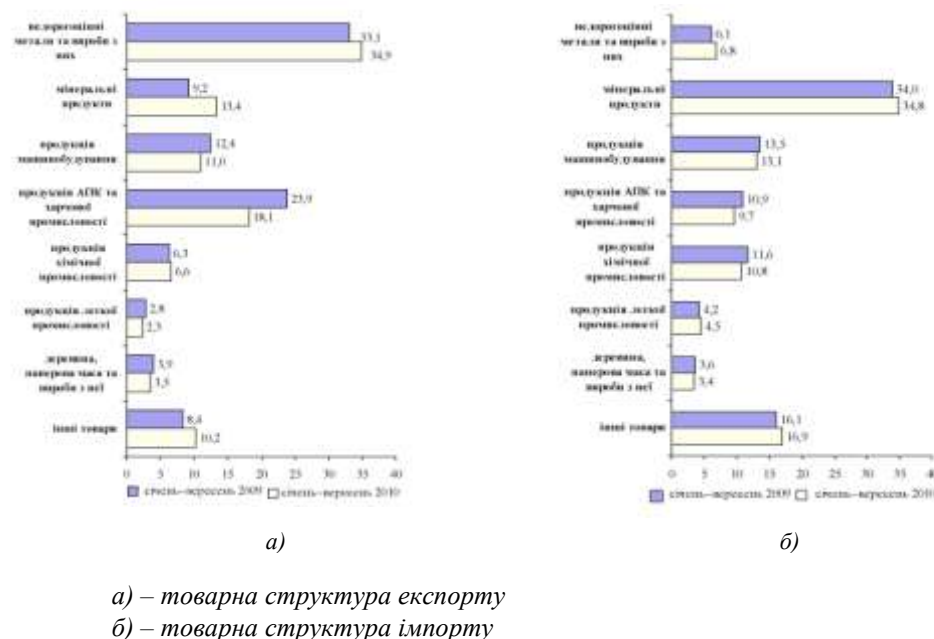 недорогоцінні
метали та вироби з
них
33,1
34,9
мінеральні
продукти
9,2
13,4
продукція
машинобудування
12,4
11,0
продукція АПК та
харчової
промисловості
23,9
18,1
продукція
хімічної
промисловості
6,3
6,6
продукція легкої
промисловості
2,8
2,3
деревина,
паперова маса та
вироби з неї
3,9
3,5
інші товари
8,4
10,2
0 5 10 15 20 25 30 35 40
січень–вересень 2009 січень–вересень 2010
а)
недорогоцінні
метали та вироби з
них
6,1
6,8
мінеральні
продукти
34,0
34,8
продукція
машинобудування
13,5
13,1
продукція АПК та
харчової
промисловості
10,9
9,7
продукція
хімічної
промисловості
11,6
10,8
продукція легкої
промисловості
4,2
4,5
деревина,
паперова маса та
вироби з неї
3,6
3,4
інші товари
16,1
16,9
0 5 10 15 20 25 30 35 40
січень–вересень 2009 січень–вересень 2010
б)
а) – товарна структура експорту
б) – товарна структура імпорту